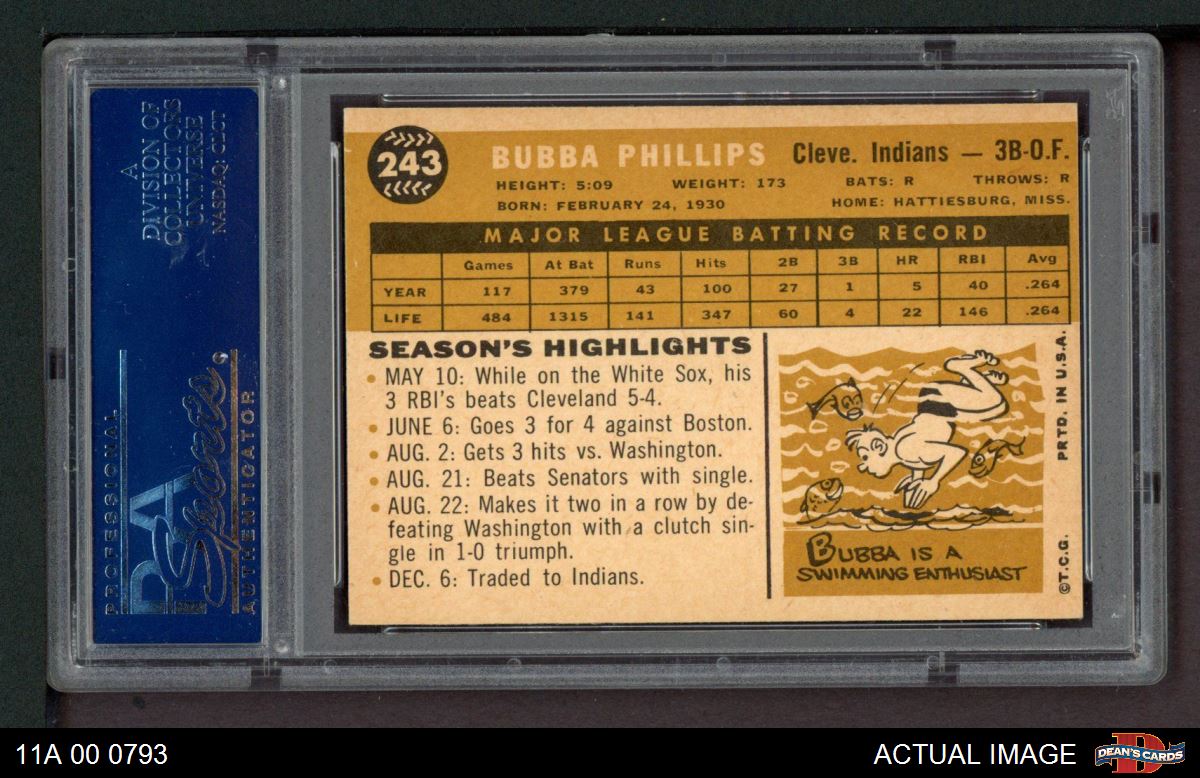 A
DIVISION OF
COLLECTORS
UNIVERSE
NASDAQ: CLCT
PROFESSIONAL
PSA
Sports
AUTHENTICATOR
243
BUBBA PHILLIPS Cleve. Indians — 3B-O.F.
HEIGHT: 5:09 WEIGHT: 173 BATS: R THROWS: R
BORN: FEBRUARY 24, 1930 HOME: HATTIESBURG, MISS.
MAJOR LEAGUE BATTING RECORD
Games At Bat Runs Hits 2B 3B HR RBI Avg
YEAR 117 379 43 100 27 1 5 40 .264
LIFE 484 1315 141 347 60 4 22 146 .264
SEASON'S HIGHLIGHTS
• MAY 10: While on the White Sox, his
3 RBI's beats Cleveland 5-4.
• JUNE 6: Goes 3 for 4 against Boston.
• AUG. 2: Gets 3 hits vs. Washington.
• AUG. 21: Beats Senators with single.
• AUG. 22: Makes it two in a row by de-
feating Washington with a clutch sin-
gle in 1-0 triumph.
• DEC. 6: Traded to Indians.
BUBBA IS A
SWIMMING ENTHUSIAST
©T.C.G. PRTD. IN U.S.A.
11A 00 0793
ACTUAL IMAGE
DEAN'S CARDS